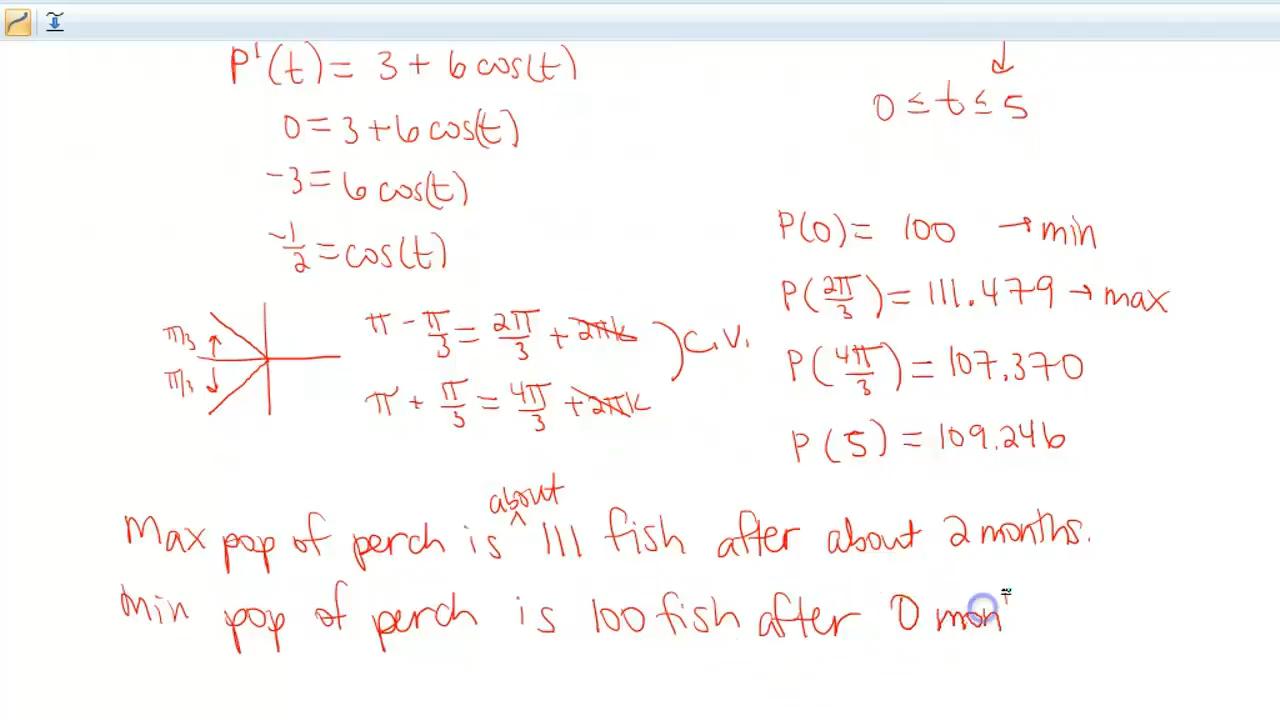 P'(t) = 3 + 6 cos(t)
0 = 3 + 6 cos(t)
-3 = 6 cos(t)
-1/2 = cos(t)
π/3
π/3
π - π/3 = 2π/3 + 2πk
π + π/3 = 4π/3 + 2πk
) C.V.
0 ≤ t ≤ 5
P(0) = 100 → min
P(2π/3) = 111.479 → max
P(4π/3) = 107.370
P(5) = 109.246
about
Max pop of perch is ^ 111 fish after about 2 months.
Min pop of perch is 100 fish after 0 mon